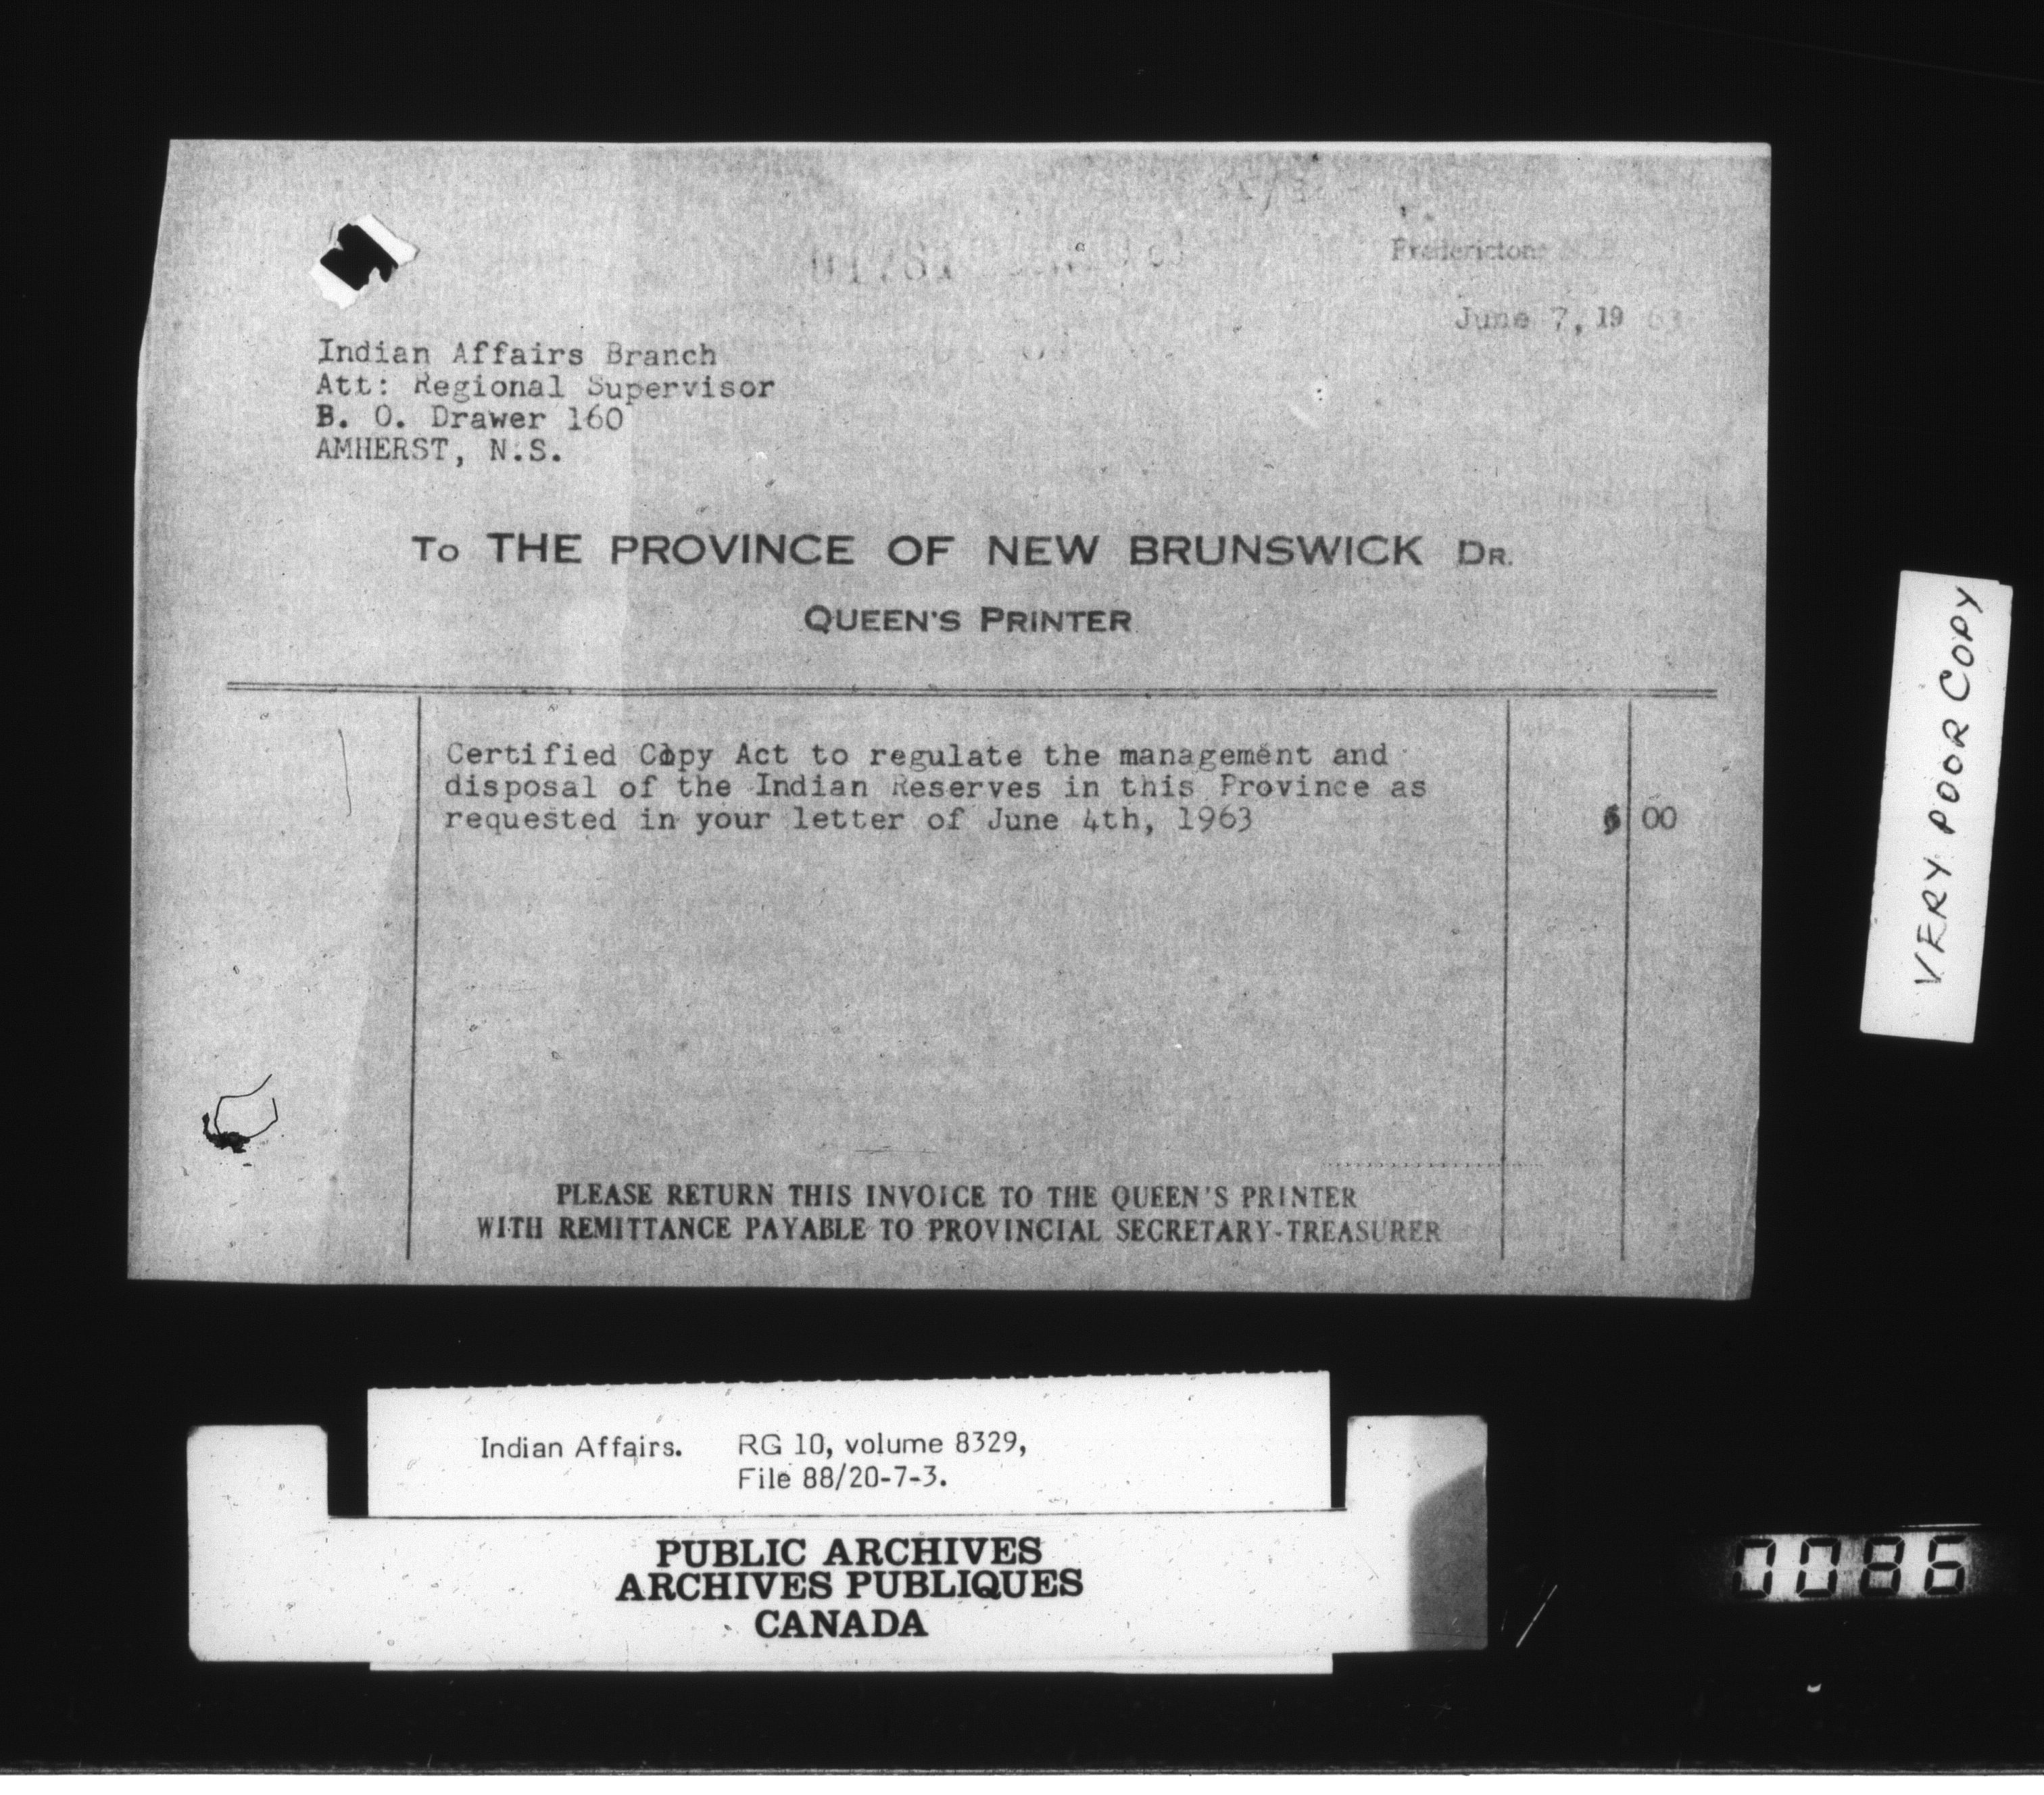 Fredericton, N.B.
June 7, 19 63
Indian Affairs Branch
Att: Regional Supervisor
B. O. Drawer 160
AMHERST, N.S.
To THE PROVINCE OF NEW BRUNSWICK DR.
QUEEN'S PRINTER
Certified Copy Act to regulate the management and
disposal of the Indian Reserves in this Province as
requested in your letter of June 4th, 1963
00
PLEASE RETURN THIS INVOICE TO THE QUEEN'S PRINTER
WITH REMITTANCE PAYABLE TO PROVINCIAL SECRETARY-TREASURER
VERY POOR COPY
Indian Affairs. RG 10, volume 8329,
File 88/20-7-3.
PUBLIC ARCHIVES
ARCHIVES PUBLIQUES
CANADA